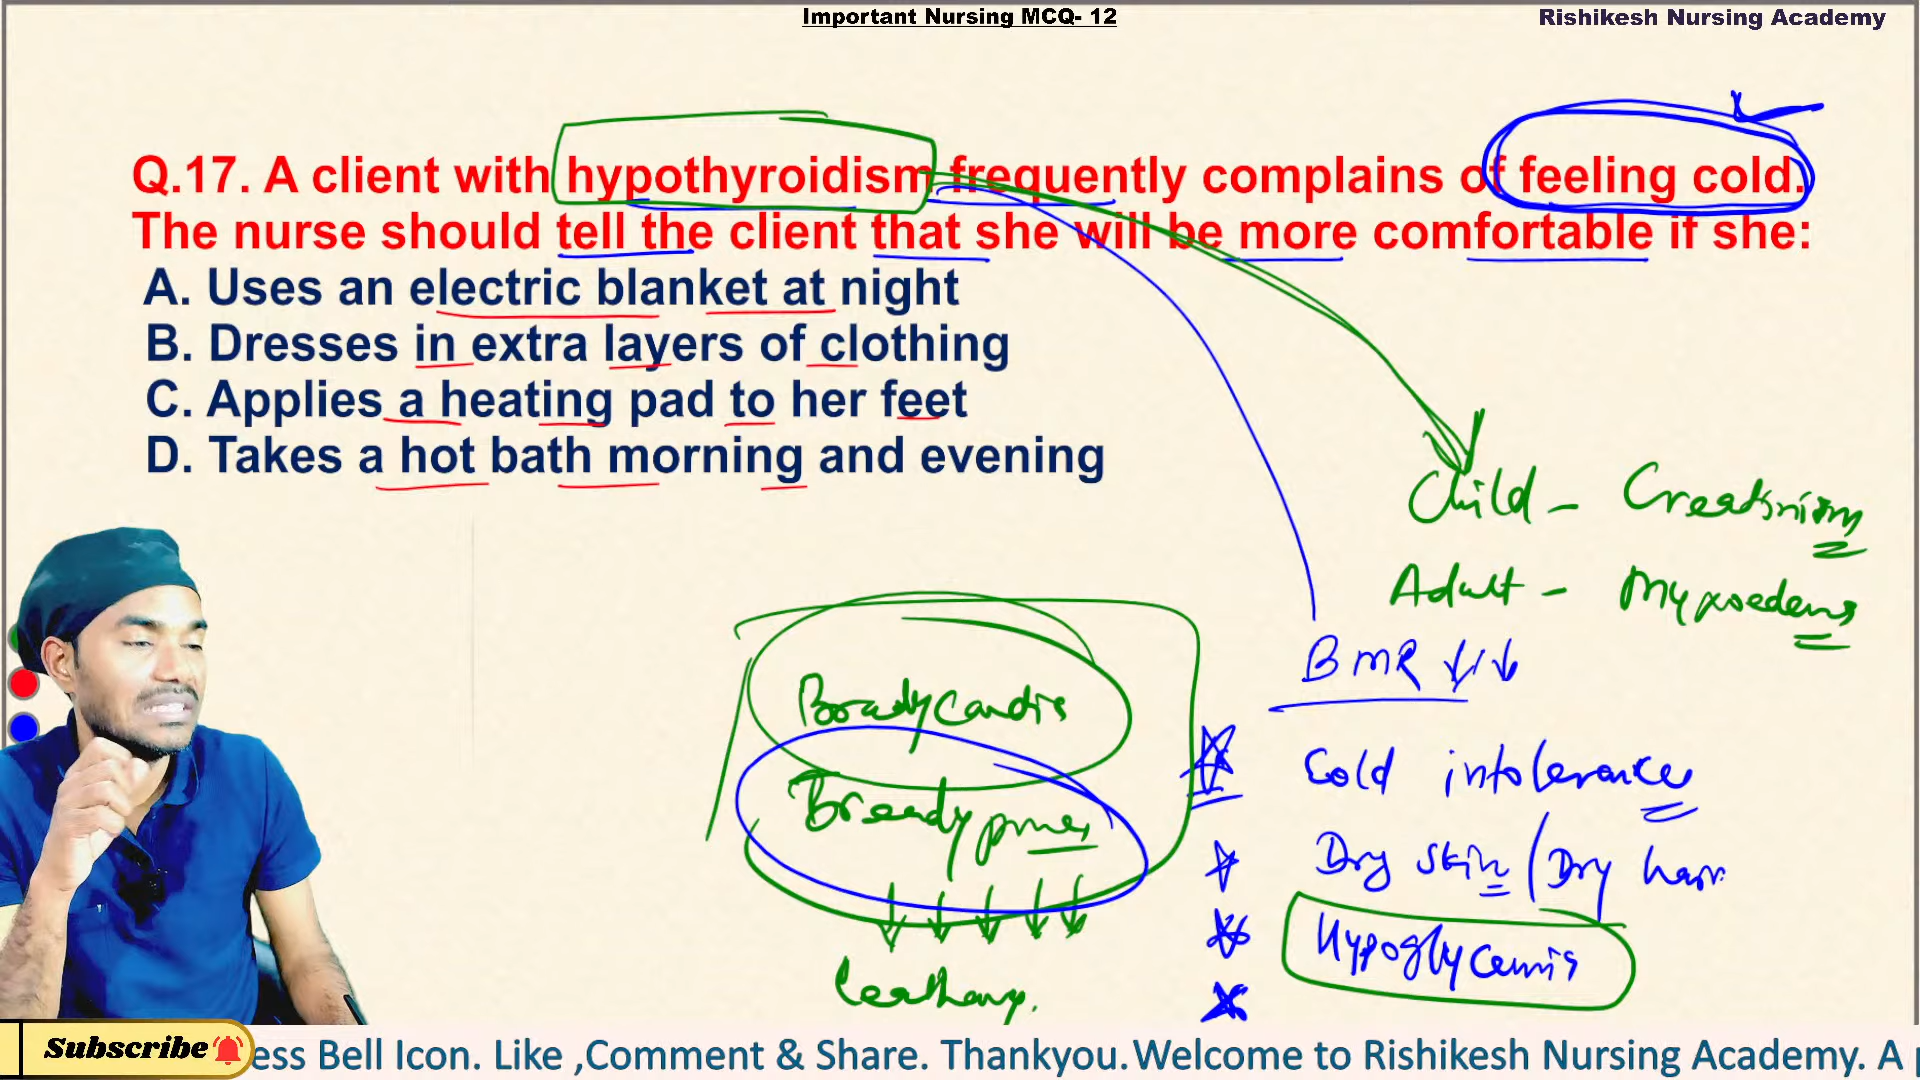 Important Nursing MCQ- 12
Rishikesh Nursing Academy
Q.17. A client with hypothyroidism frequently complains of feeling cold.
The nurse should tell the client that she will be more comfortable if she:
A. Uses an electric blanket at night
B. Dresses in extra layers of clothing
C. Applies a heating pad to her feet
D. Takes a hot bath morning and evening
Child - Creatinism
Adult - Myxoedema
BMR ↓/↓
Bradycardia
Cold intolerance
Dry skin / Dry hair
Hypoglycemia
Subscribe
ess Bell Icon. Like ,Comment & Share. Thankyou.Welcome to Rishikesh Nursing Academy. A